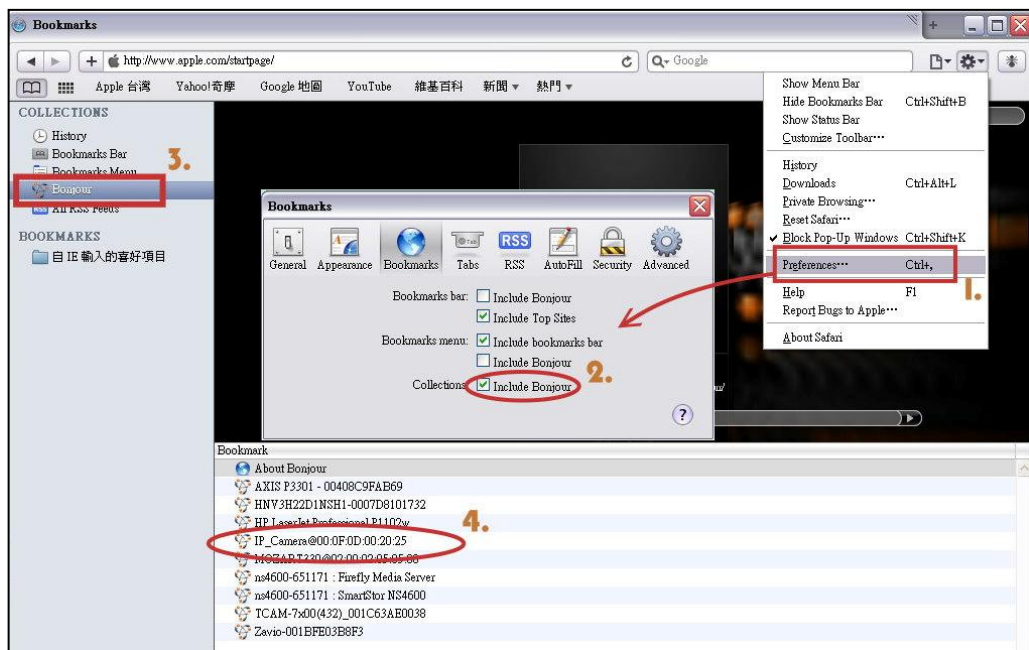 Bookmarks
http://www.apple.com/startpage/
Google
Apple 台灣 Yahoo!奇摩 Google 地圖 YouTube 維基百科 新聞 熱門
COLLECTIONS
History
Bookmarks Bar
Bookmarks Menu
3.
Bonjour
All RSS Feeds
BOOKMARKS
自 IE 輸入的喜好項目
Show Menu Bar
Hide Bookmarks Bar Ctrl+Shift+B
Show Status Bar
Customize Toolbar...
History
Downloads Ctrl+Alt+L
Private Browsing...
Reset Safari...
Block Pop-Up Windows Ctrl+Shift+K
Preferences... Ctrl+,
1.
Help F1
Report Bugs to Apple...
About Safari
Bookmarks
RSS
General Appearance Bookmarks Tabs RSS AutoFill Security Advanced
Bookmarks bar: Include Bonjour
Include Top Sites
Bookmarks menu: Include bookmarks bar
Include Bonjour
2.
Collections: Include Bonjour
?
Bookmark
About Bonjour
AXIS P3301 - 00408C9FAB69
HNV3H22D1NSH1-0007D8101732
HP LaserJet Professional P1102w
4.
IP_Camera@00:0F:0D:00:20:25
ns4600-651171 : Firefly Media Server
ns4600-651171 : SmartStor NS4600
TCAM-7x00(432)_001C63AE0038
Zavio-001BFE03B8F3